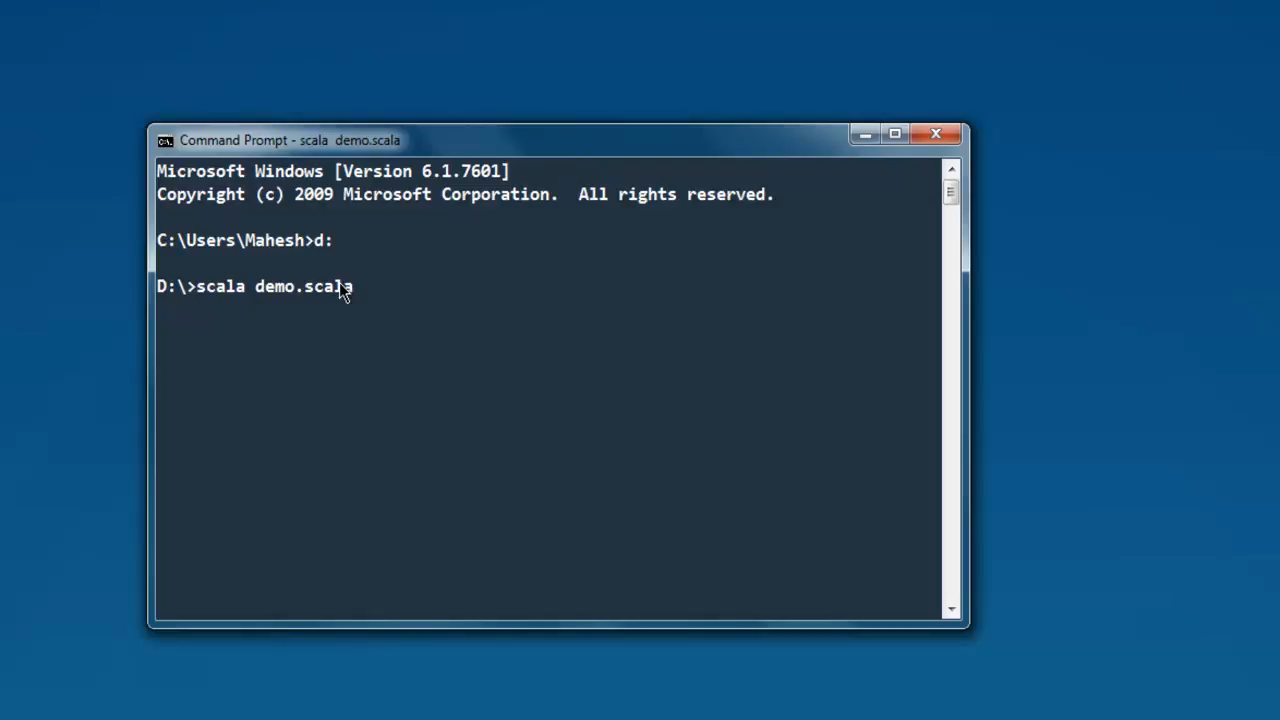 Command Prompt - scala  demo.scala
Microsoft Windows [Version 6.1.7601]
Copyright (c) 2009 Microsoft Corporation.  All rights reserved.
C:\Users\Mahesh>d:
D:\>scala demo.scala